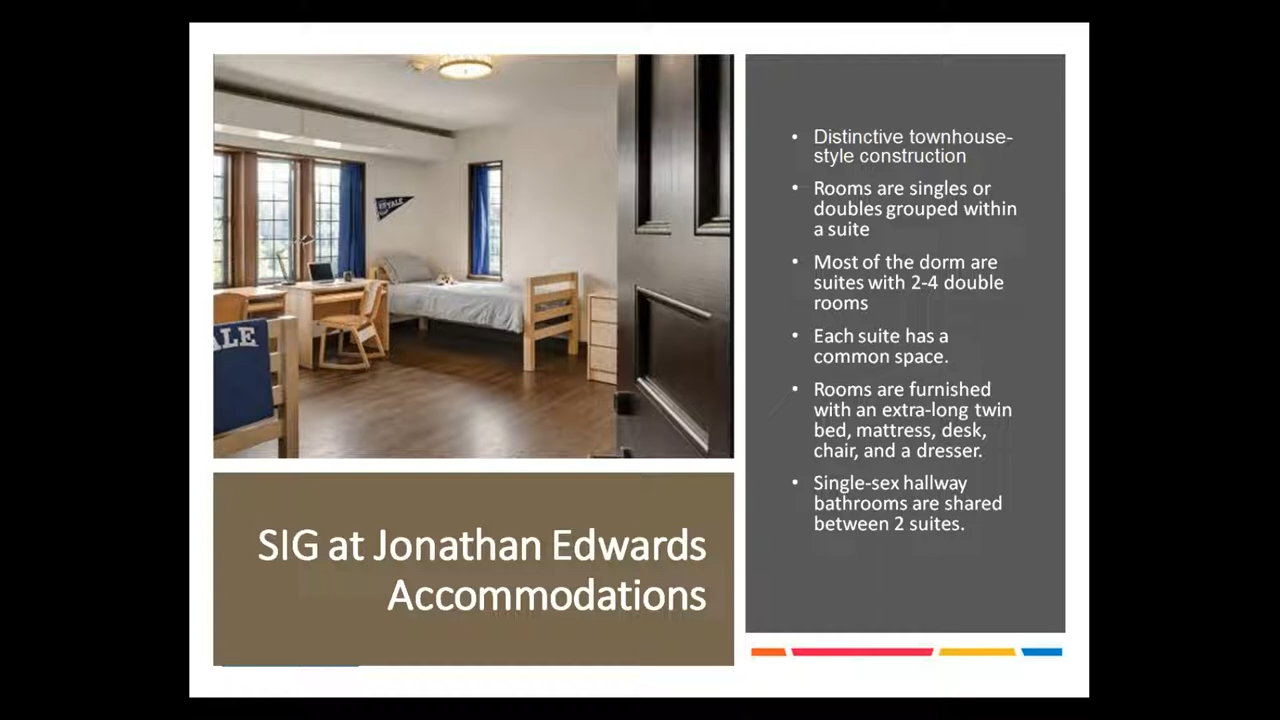 YALE
ALE
SIG at Jonathan Edwards
Accommodations
• Distinctive townhouse-
style construction
• Rooms are singles or
doubles grouped within
a suite
• Most of the dorm are
suites with 2-4 double
rooms
• Each suite has a
common space.
• Rooms are furnished
with an extra-long twin
bed, mattress, desk,
chair, and a dresser.
• Single-sex hallway
bathrooms are shared
between 2 suites.